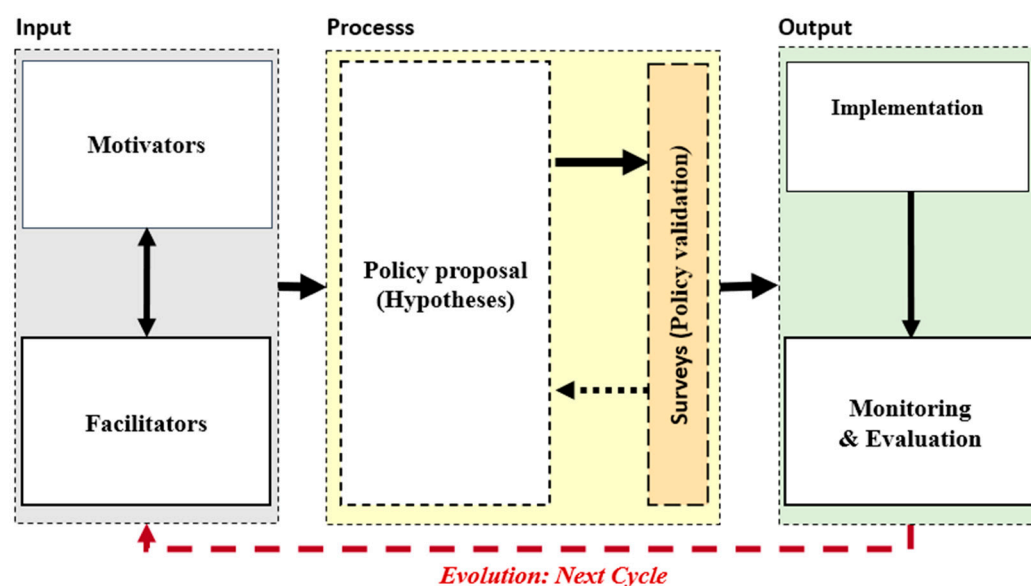 Input
Motivators
Facilitators
Processs
Policy proposal
(Hypotheses)
Surveys (Policy validation)
Output
Implementation
Monitoring
& Evaluation
Evolution: Next Cycle